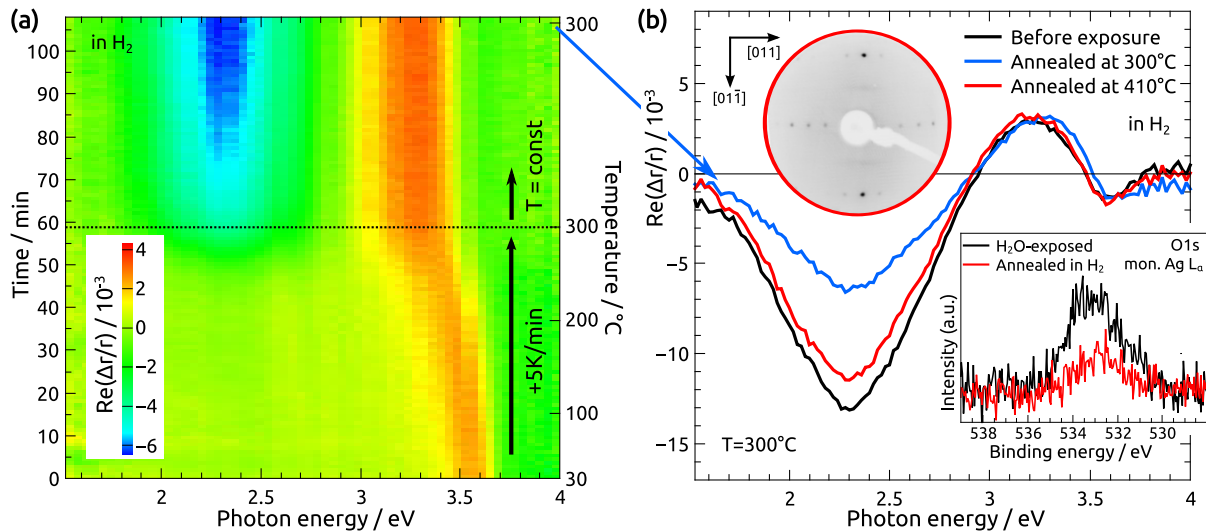 (a)
in H₂
Time / min
100
90
80
70
60
50
40
30
20
10
0
4
2
0
−2
−4
−6
Re(Δr/r) / 10⁻³
T = const
+5K/min
300
300
200
100
30
Temperature / °C
2
2.5
3
3.5
4
Photon energy / eV
(b)
Re(Δr/r) / 10⁻³
5
0
−5
−10
−15
[011]
[011̄]
Before exposure
Annealed at 300°C
Annealed at 410°C
in H₂
T=300°C
H₂O-exposed
O1s
Annealed in H₂
mon. Ag Lα
Intensity (a.u.)
538
536
534
532
530
Binding energy / eV
2
2.5
3
3.5
4
Photon energy / eV